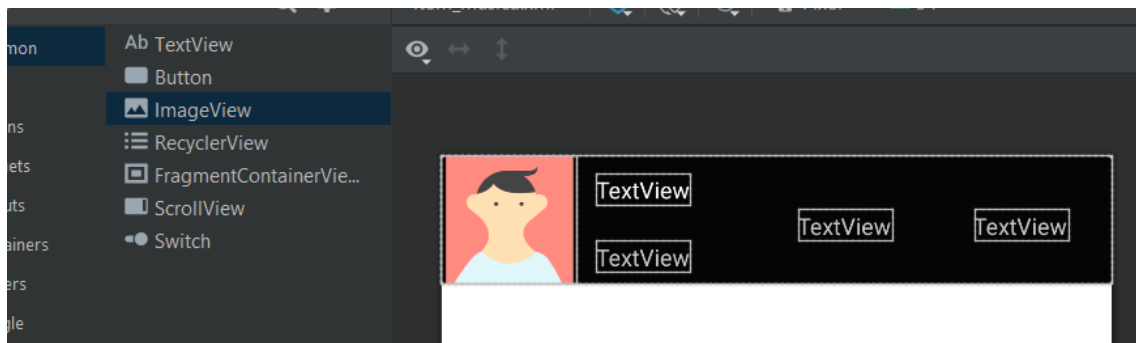 mon
Ab TextView
Button
ns
ImageView
ets
RecyclerView
FragmentContainerVie...
uts
ScrollView
ainers
Switch
ers
gle
TextView
TextView
TextView
TextView